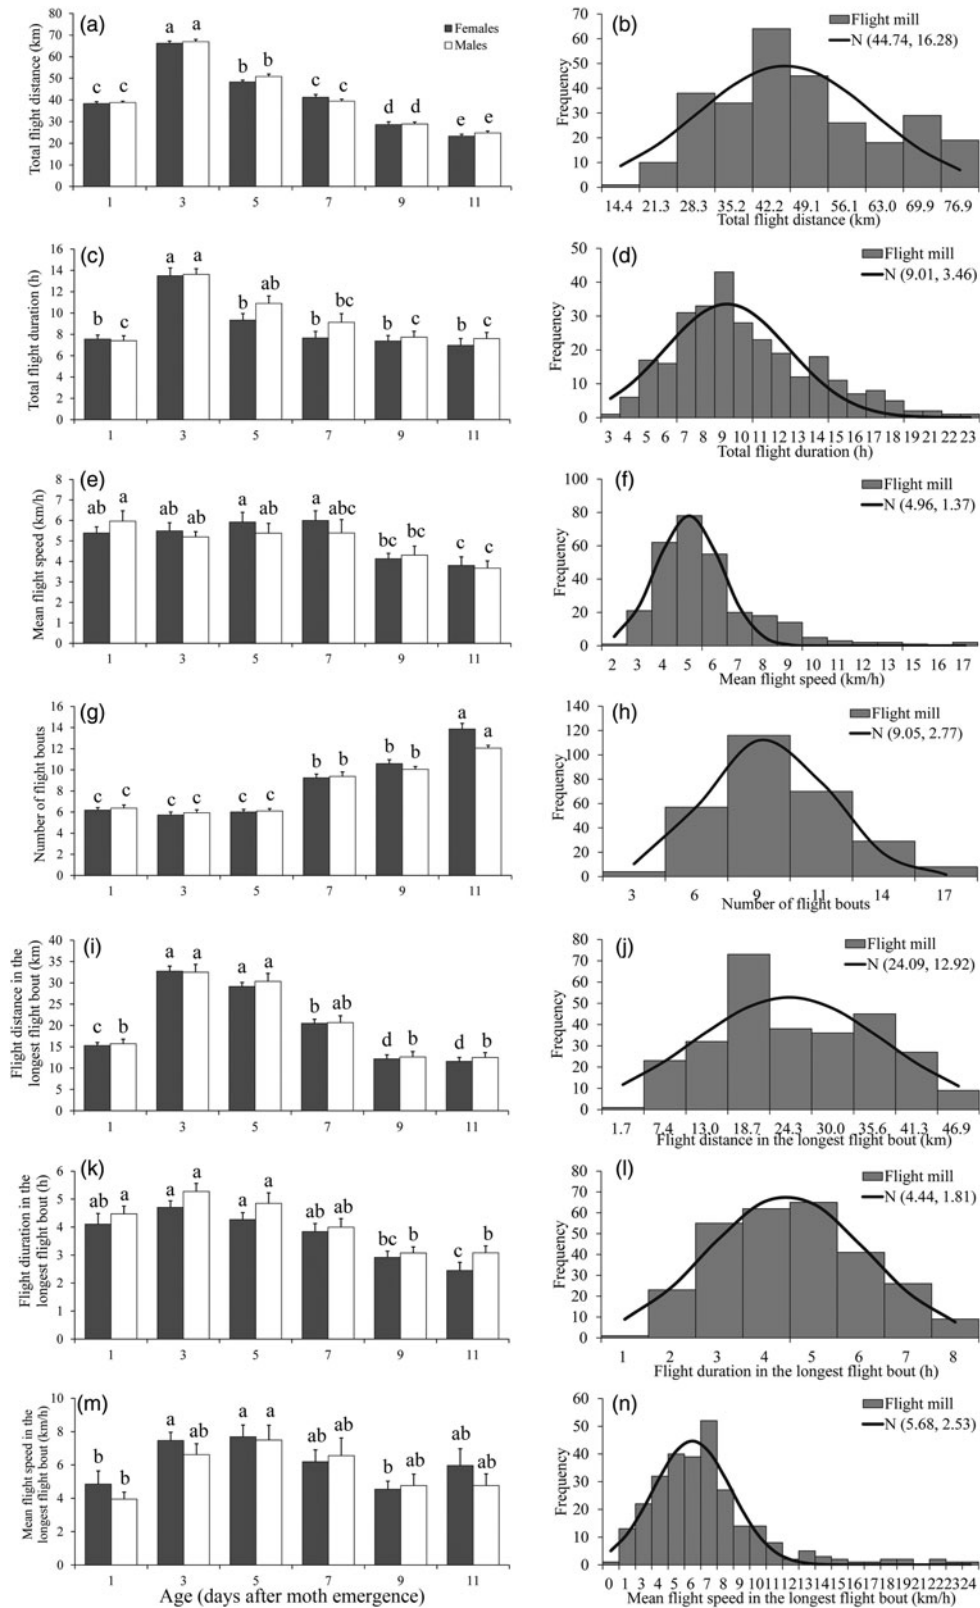 (a)
Total flight distance (km)
80
70
60
50
40
30
20
10
0
Females
Males
c c a a b b c c d d e e
1 3 5 7 9 11
(b)
Frequency
70
60
50
40
30
20
10
0
Flight mill
N (44.74, 16.28)
14.4 21.3 28.3 35.2 42.2 49.1 56.1 63.0 69.9 76.9
Total flight distance (km)
(c)
Total flight duration (h)
16
14
12
10
8
6
4
2
0
b c a a b ab b bc b c b c
1 3 5 7 9 11
(d)
Frequency
50
40
30
20
10
0
Flight mill
N (9.01, 3.46)
3 4 5 6 7 8 9 10 11 12 13 14 15 16 17 18 19 21 22 23
Total flight duration (h)
(e)
Mean flight speed (km/h)
8
7
6
5
4
3
2
1
0
ab a ab ab a ab a abc bc bc c c
1 3 5 7 9 11
(f)
Frequency
100
80
60
40
20
0
Flight mill
N (4.96, 1.37)
2 3 4 5 6 7 8 9 10 11 12 13 15 16 17
Mean flight speed (km/h)
(g)
Number of flight bouts
16
14
12
10
8
6
4
2
0
c c c c c c b b b b a a
1 3 5 7 9 11
(h)
Frequency
140
120
100
80
60
40
20
0
Flight mill
N (9.05, 2.77)
3 6 9 11 14 17
Number of flight bouts
(i)
Flight distance in the
longest flight bout (km)
40
35
30
25
20
15
10
5
0
c b a a a a b ab d b d b
1 3 5 7 9 11
(j)
Frequency
80
70
60
50
40
30
20
10
0
Flight mill
N (24.09, 12.92)
1.7 7.4 13.0 18.7 24.3 30.0 35.6 41.3 46.9
Flight distance in the longest flight bout (km)
(k)
Flight diuration in the
longest flight bout (h)
6
5
4
3
2
1
0
ab a a a a a ab ab bc b c b
1 3 5 7 9 11
(l)
Frequency
80
70
60
50
40
30
20
10
0
Flight mill
N (4.44, 1.81)
1 2 3 4 5 6 7 8
Flight duration in the longest flight bout (h)
(m)
Mean flight speed in the
longest flight bout (km/h)
10
8
6
4
2
0
b b a ab a a ab ab b ab ab ab
1 3 5 7 9 11
Age (days after moth emergence)
(n)
Frequency
60
50
40
30
20
10
0
Flight mill
N (5.68, 2.53)
0 1 3 4 5 6 7 8 9 10 11 12 13 14 15 16 17 18 19 21 22 23 24
Mean flight speed in the longest flight bout (km/h)